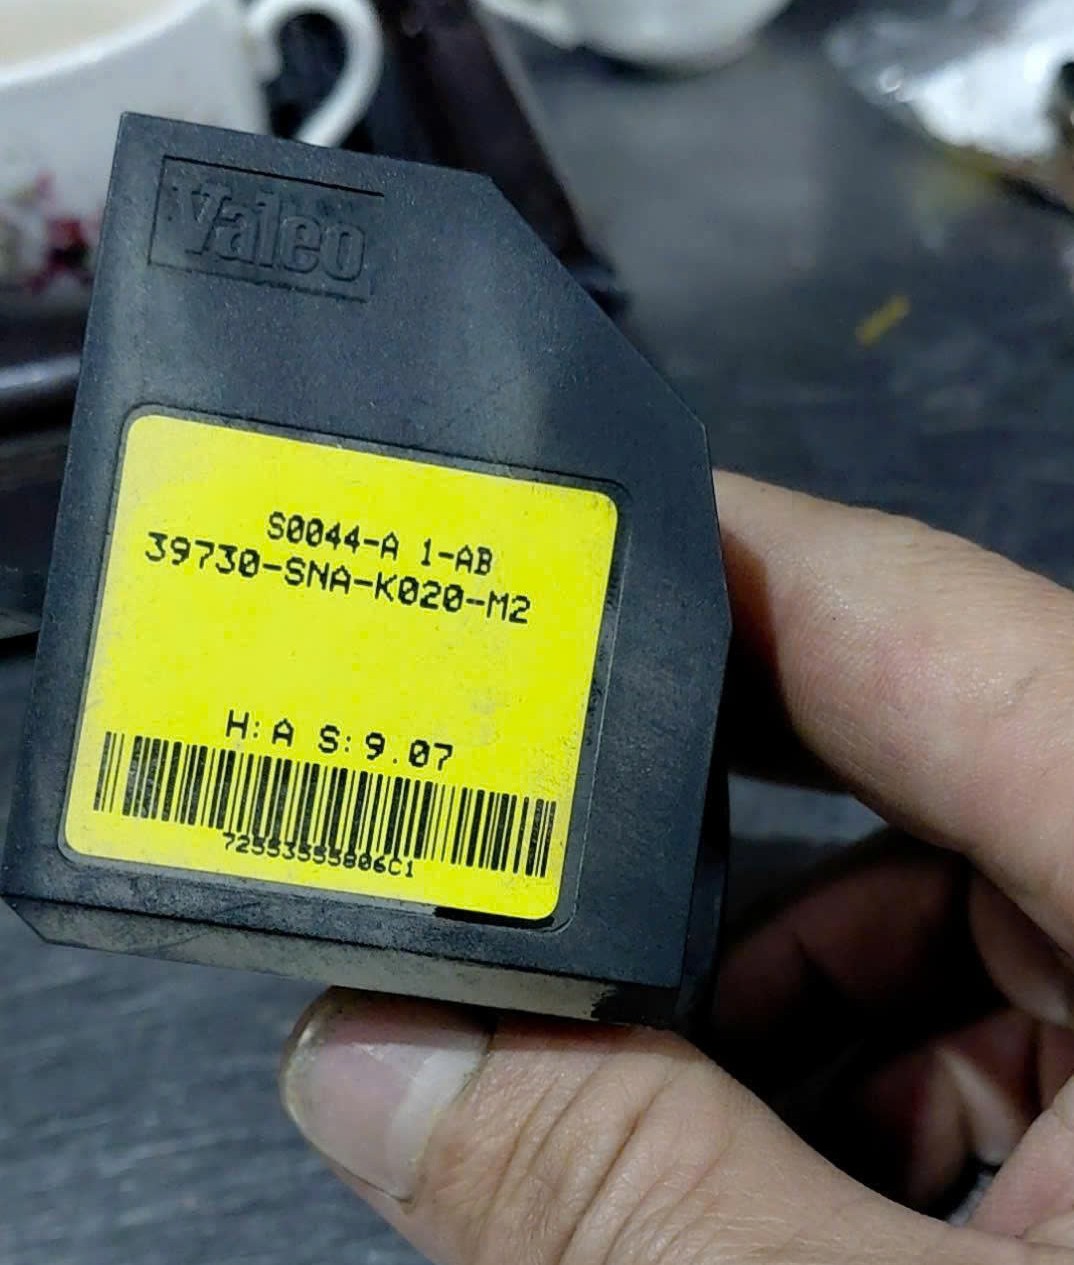 Valeo
S0044-A 1-AB
39730-SNA-K020-M2
H:A S:9.07
72553555806C1